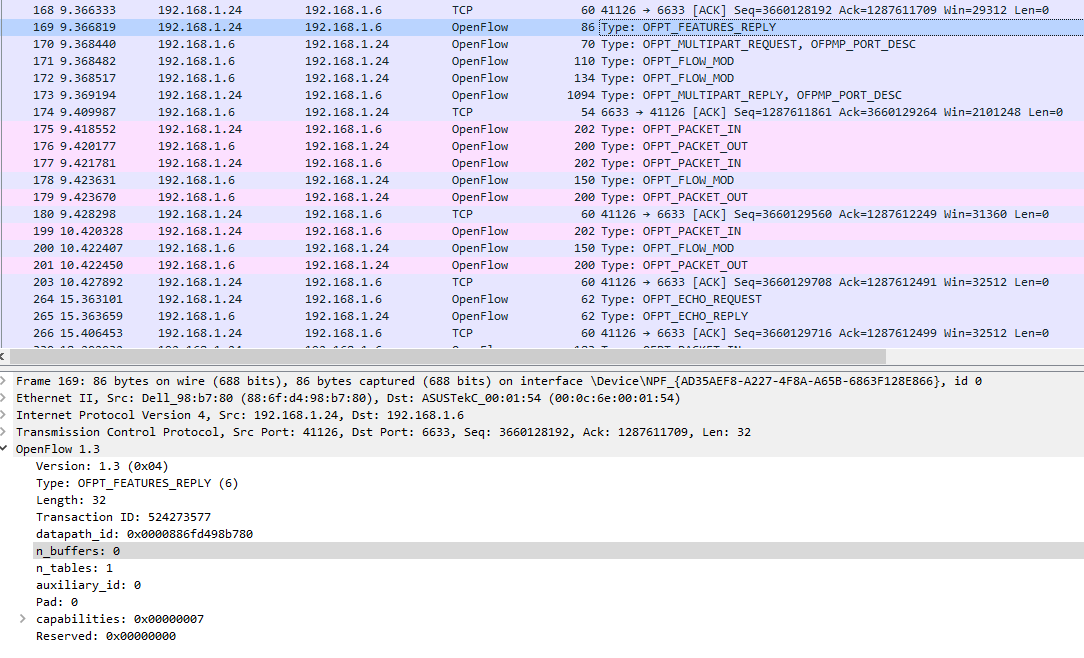 168 9.366333 192.168.1.24 192.168.1.6 TCP 60 41126 → 6633 [ACK] Seq=3660128192 Ack=1287611709 Win=29312 Len=0
169 9.366819 192.168.1.24 192.168.1.6 OpenFlow 86 Type: OFPT_FEATURES_REPLY
170 9.368440 192.168.1.6 192.168.1.24 OpenFlow 70 Type: OFPT_MULTIPART_REQUEST, OFPMP_PORT_DESC
171 9.368482 192.168.1.6 192.168.1.24 OpenFlow 110 Type: OFPT_FLOW_MOD
172 9.368517 192.168.1.6 192.168.1.24 OpenFlow 134 Type: OFPT_FLOW_MOD
173 9.369194 192.168.1.24 192.168.1.6 OpenFlow 1094 Type: OFPT_MULTIPART_REPLY, OFPMP_PORT_DESC
174 9.409987 192.168.1.6 192.168.1.24 TCP 54 6633 → 41126 [ACK] Seq=1287611861 Ack=3660129264 Win=2101248 Len=0
175 9.418552 192.168.1.24 192.168.1.6 OpenFlow 202 Type: OFPT_PACKET_IN
176 9.420177 192.168.1.6 192.168.1.24 OpenFlow 200 Type: OFPT_PACKET_OUT
177 9.421781 192.168.1.24 192.168.1.6 OpenFlow 202 Type: OFPT_PACKET_IN
178 9.423631 192.168.1.6 192.168.1.24 OpenFlow 150 Type: OFPT_FLOW_MOD
179 9.423670 192.168.1.6 192.168.1.24 OpenFlow 200 Type: OFPT_PACKET_OUT
180 9.428298 192.168.1.24 192.168.1.6 TCP 60 41126 → 6633 [ACK] Seq=3660129560 Ack=1287612249 Win=31360 Len=0
199 10.420328 192.168.1.24 192.168.1.6 OpenFlow 202 Type: OFPT_PACKET_IN
200 10.422407 192.168.1.6 192.168.1.24 OpenFlow 150 Type: OFPT_FLOW_MOD
201 10.422450 192.168.1.6 192.168.1.24 OpenFlow 200 Type: OFPT_PACKET_OUT
203 10.427892 192.168.1.24 192.168.1.6 TCP 60 41126 → 6633 [ACK] Seq=3660129708 Ack=1287612491 Win=32512 Len=0
264 15.363101 192.168.1.24 192.168.1.6 OpenFlow 62 Type: OFPT_ECHO_REQUEST
265 15.363659 192.168.1.6 192.168.1.24 OpenFlow 62 Type: OFPT_ECHO_REPLY
266 15.406453 192.168.1.24 192.168.1.6 TCP 60 41126 → 6633 [ACK] Seq=3660129716 Ack=1287612499 Win=32512 Len=0
Frame 169: 86 bytes on wire (688 bits), 86 bytes captured (688 bits) on interface \Device\NPF_{AD35AEF8-A227-4F8A-A65B-6863F128E866}, id 0
Ethernet II, Src: Dell_98:b7:80 (88:6f:d4:98:b7:80), Dst: ASUSTekC_00:01:54 (00:0c:6e:00:01:54)
Internet Protocol Version 4, Src: 192.168.1.24, Dst: 192.168.1.6
Transmission Control Protocol, Src Port: 41126, Dst Port: 6633, Seq: 3660128192, Ack: 1287611709, Len: 32
OpenFlow 1.3
Version: 1.3 (0x04)
Type: OFPT_FEATURES_REPLY (6)
Length: 32
Transaction ID: 524273577
datapath_id: 0x0000886fd498b780
n_buffers: 0
n_tables: 1
auxiliary_id: 0
Pad: 0
capabilities: 0x00000007
Reserved: 0x00000000